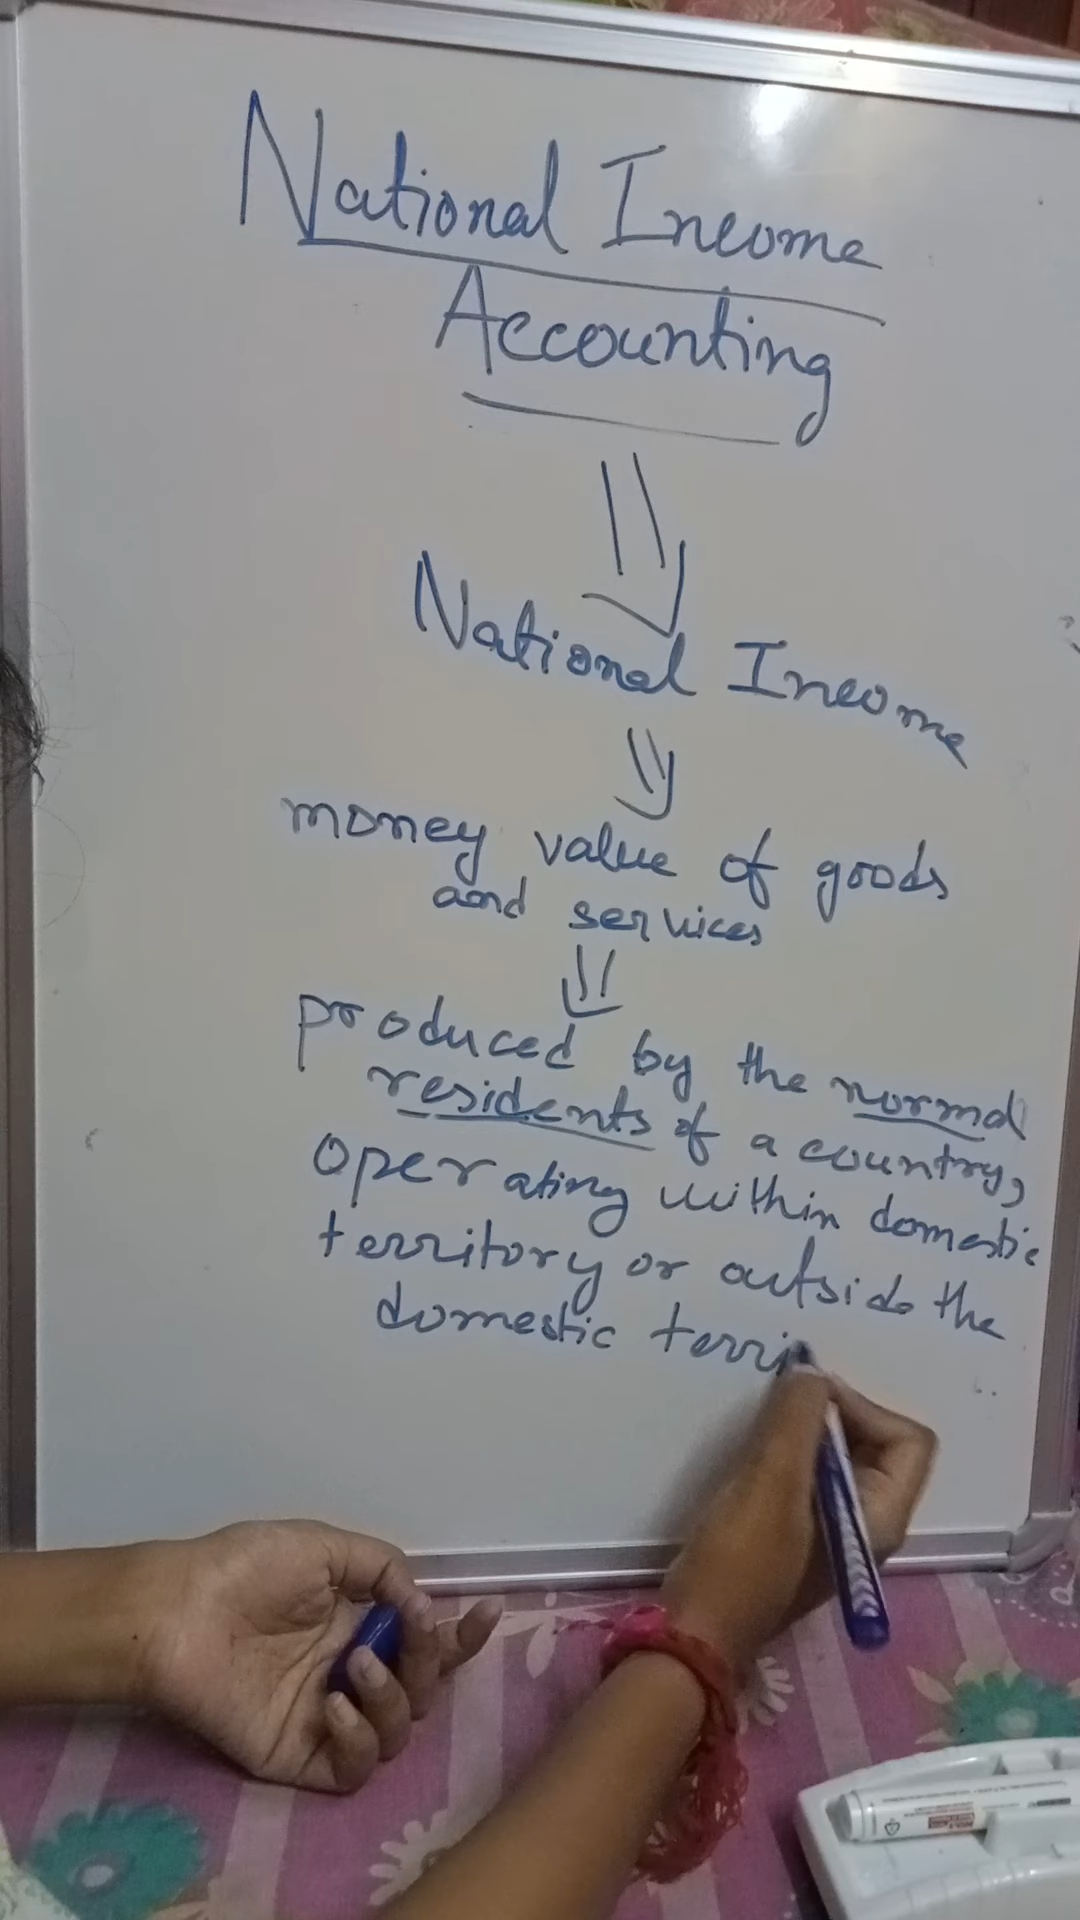 National Income
Accounting
National Income
money value of goods
and services
produced by the normal
residents of a country,
operating within domestic
territory or outside the
domestic terri